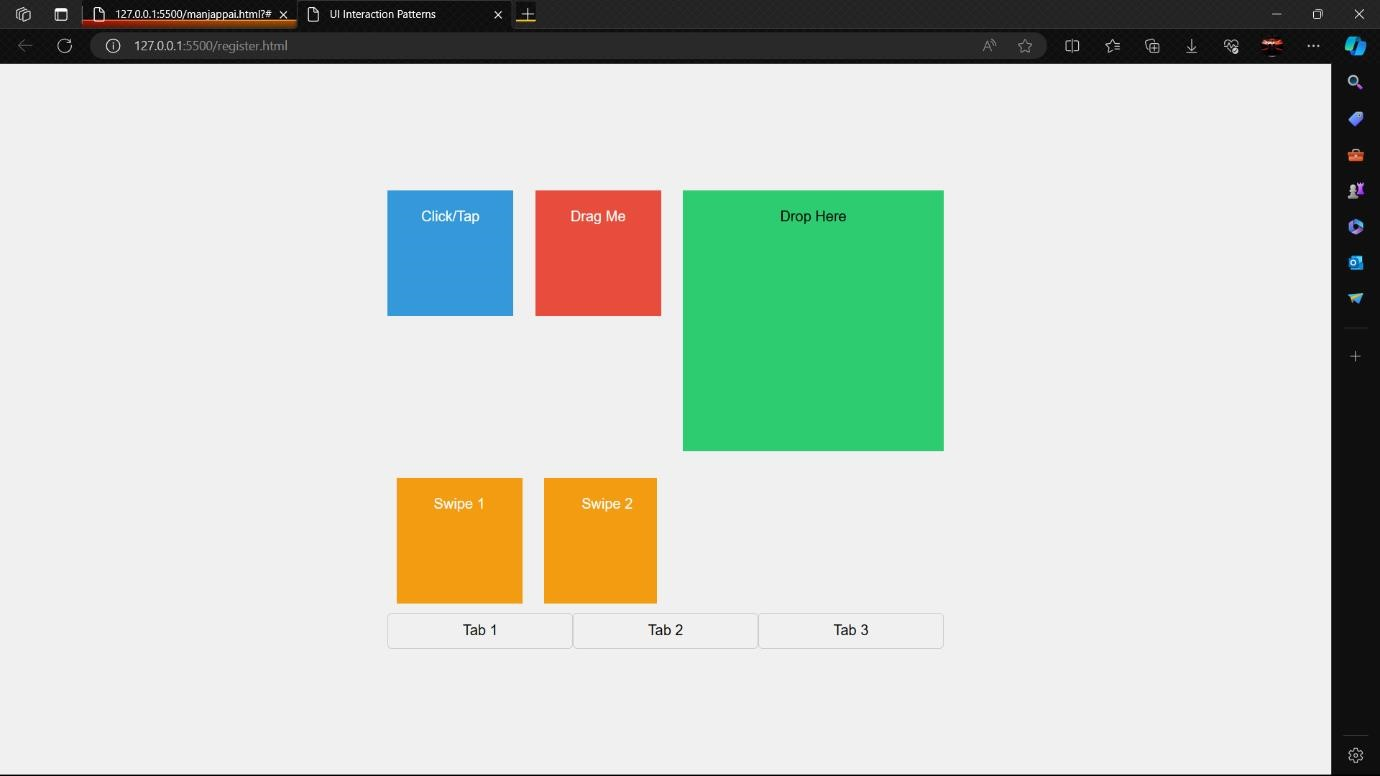 127.0.0.1:5500/manjappai.html?#
UI Interaction Patterns
127.0.0.1:5500/register.html
Click/Tap
Drag Me
Drop Here
Swipe 1
Swipe 2
Tab 1
Tab 2
Tab 3